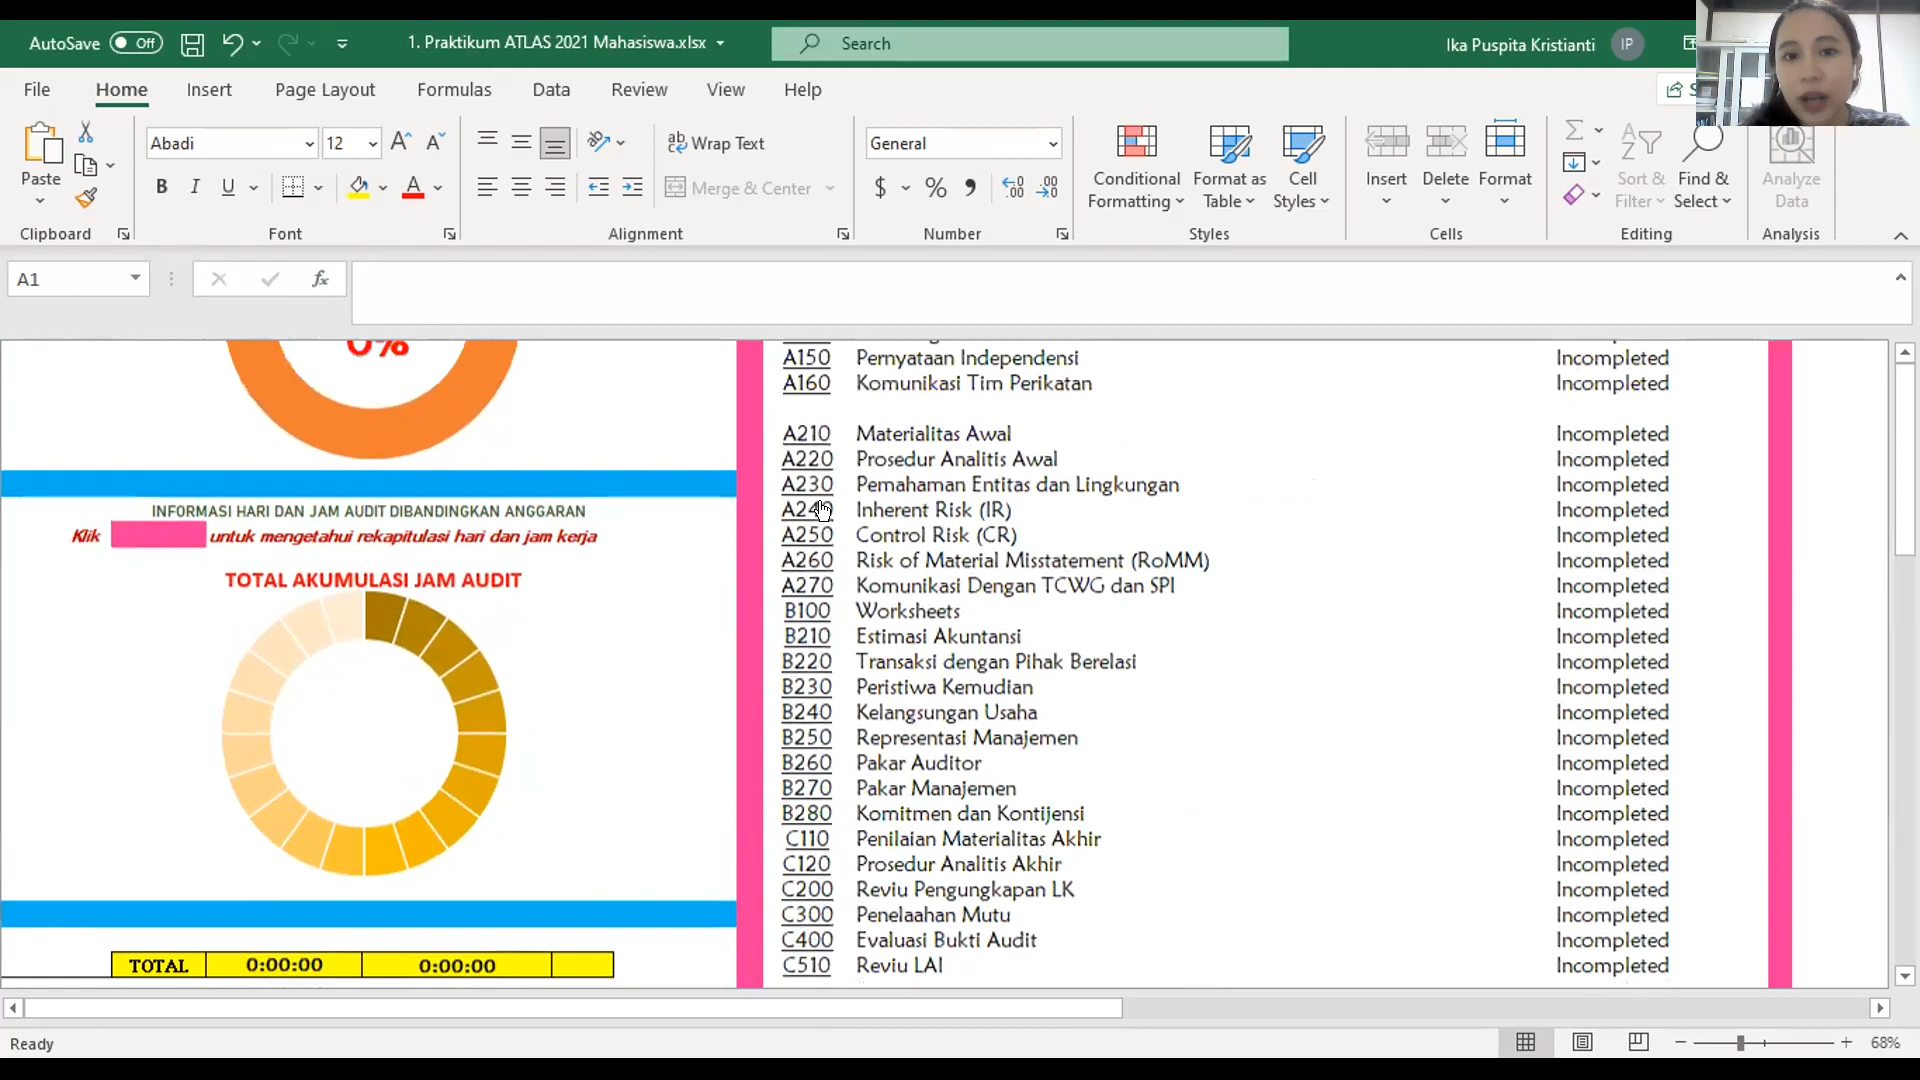 AutoSave Off 1. Praktikum ATLAS 2021 Mahasiswa.xlsx Search Ika Puspita Kristianti IP
File Home Insert Page Layout Formulas Data Review View Help
Paste Abadi 12 Wrap Text General Conditional Formatting Format as Table Cell Styles Insert Delete Format Sort & Filter Find & Select Analyze Data
B I U Merge & Center $ %
Clipboard Font Alignment Number Styles Cells Editing Analysis
A1 fx
0%
INFORMASI HARI DAN JAM AUDIT DIBANDINGKAN ANGGARAN
Klik untuk mengetahui rekapitulasi hari dan jam kerja
TOTAL AKUMULASI JAM AUDIT
TOTAL 0:00:00 0:00:00
A150 Pernyataan Independensi Incompleted
A160 Komunikasi Tim Perikatan Incompleted
A210 Materialitas Awal Incompleted
A220 Prosedur Analitis Awal Incompleted
A230 Pemahaman Entitas dan Lingkungan Incompleted
A240 Inherent Risk (IR) Incompleted
A250 Control Risk (CR) Incompleted
A260 Risk of Material Misstatement (RoMM) Incompleted
A270 Komunikasi Dengan TCWG dan SPI Incompleted
B100 Worksheets Incompleted
B210 Estimasi Akuntansi Incompleted
B220 Transaksi dengan Pihak Berelasi Incompleted
B230 Peristiwa Kemudian Incompleted
B240 Kelangsungan Usaha Incompleted
B250 Representasi Manajemen Incompleted
B260 Pakar Auditor Incompleted
B270 Pakar Manajemen Incompleted
B280 Komitmen dan Kontijensi Incompleted
C110 Penilaian Materialitas Akhir Incompleted
C120 Prosedur Analitis Akhir Incompleted
C200 Reviu Pengungkapan LK Incompleted
C300 Penelaahan Mutu Incompleted
C400 Evaluasi Bukti Audit Incompleted
C510 Reviu LAI Incompleted
Ready 68%